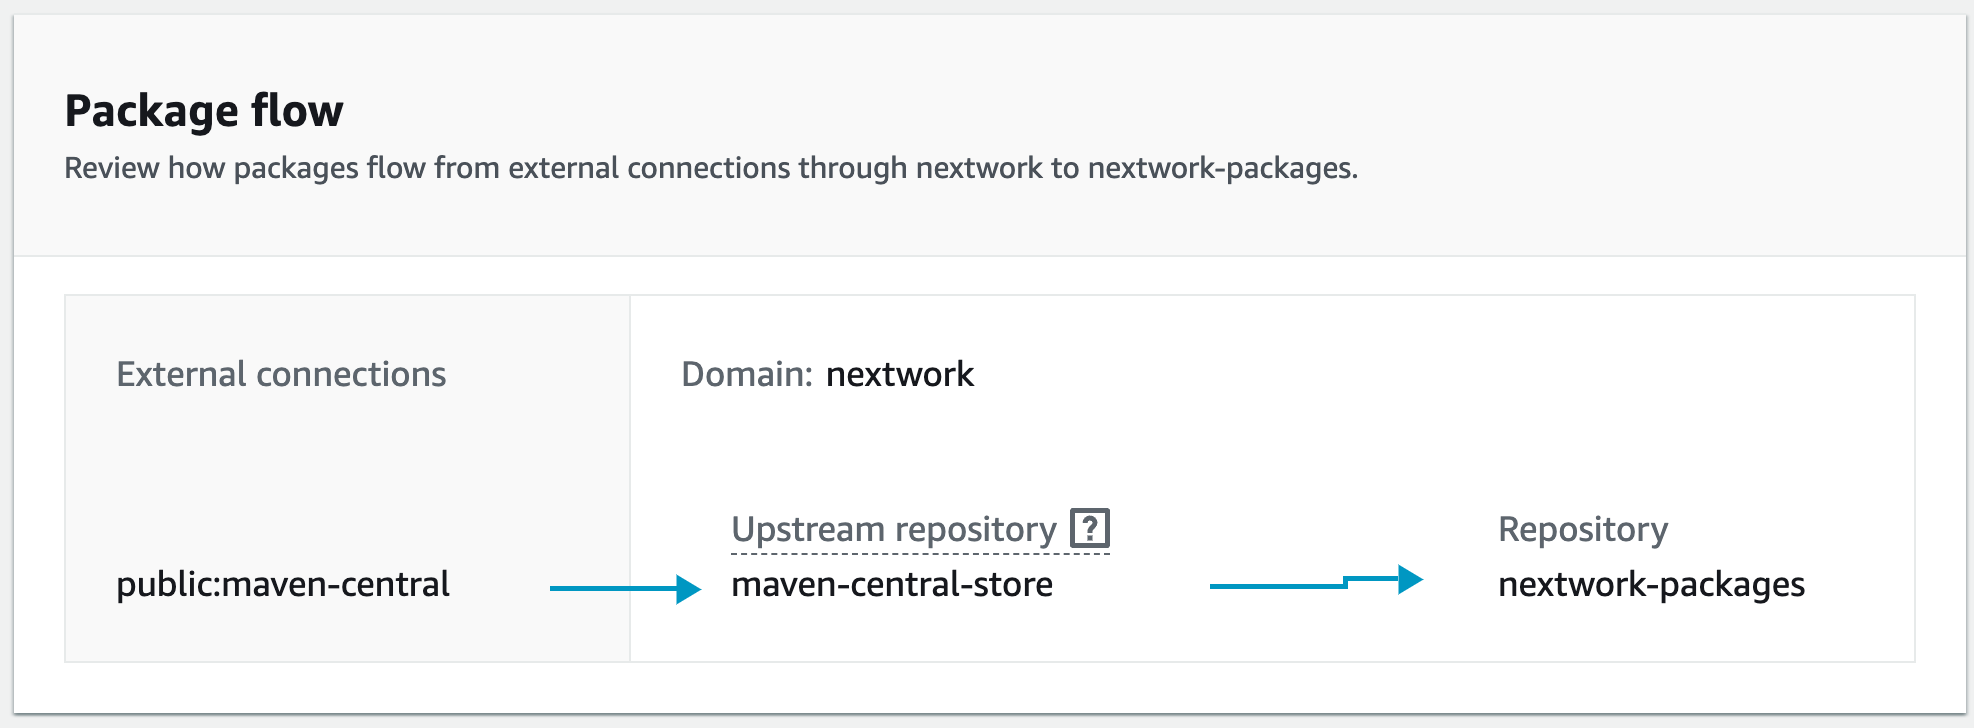 Package flow
Review how packages flow from external connections through nextwork to nextwork-packages.
External connections
Domain: nextwork
Upstream repository ?
Repository
public:maven-central
maven-central-store
nextwork-packages